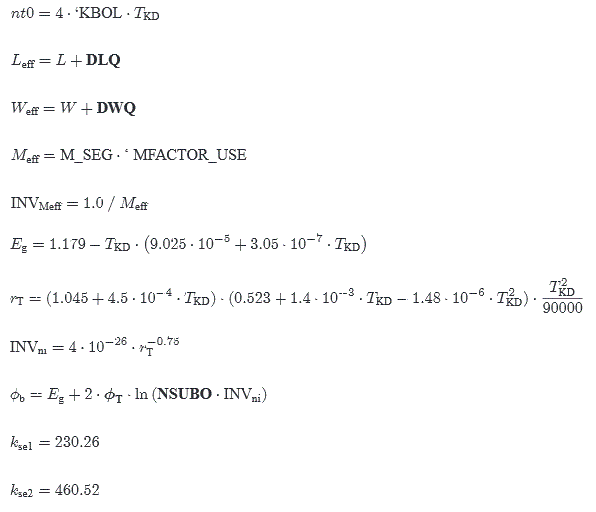 nt0 = 4 · ‘KBOL · T_KD
L_eff = L + DLQ
W_eff = W + DWQ
M_eff = M_SEG · ‘ MFACTOR_USE
INV_Meff = 1.0 / M_eff
E_g = 1.179 − T_KD · (9.025 · 10^−5 + 3.05 · 10^−7 · T_KD)
r_T = (1.045 + 4.5 · 10^−4 · T_KD) · (0.523 + 1.4 · 10^−3 · T_KD − 1.48 · 10^−6 · T_KD^2) · T_KD^2 / 90000
INV_ni = 4 · 10^−26 · r_T^−0.75
ϕ_b = E_g + 2 · ϕ_T · ln (NSUBO · INV_ni)
k_se1 = 230.26
k_se2 = 460.52